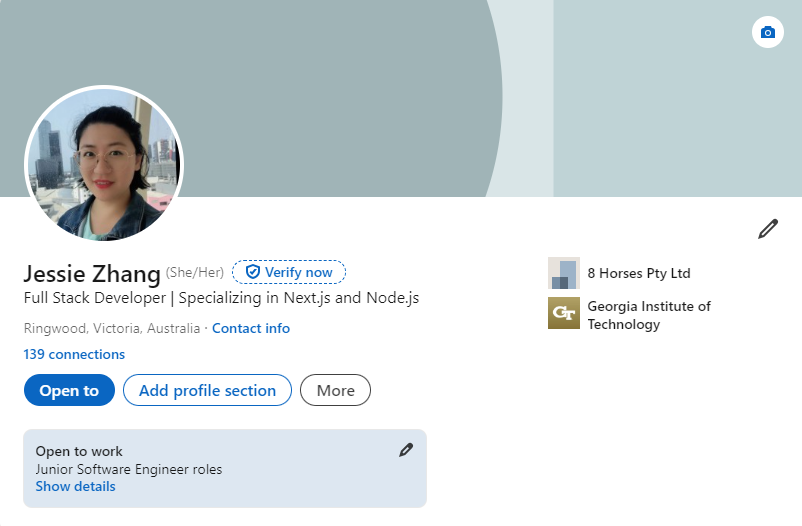 Jessie Zhang (She/Her) Verify now
Full Stack Developer | Specializing in Next.js and Node.js
Ringwood, Victoria, Australia · Contact info
139 connections
Open to Add profile section More
8 Horses Pty Ltd
GT Georgia Institute of
Technology
Open to work
Junior Software Engineer roles
Show details